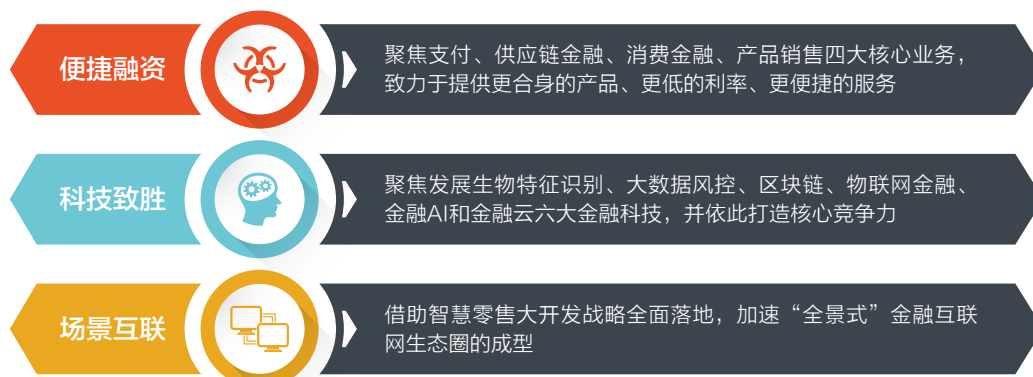 便捷融资
聚焦支付、供应链金融、消费金融、产品销售四大核心业务，
致力于提供更合身的产品、更低的利率、更便捷的服务
科技致胜
聚焦发展生物特征识别、大数据风控、区块链、物联网金融、
金融AI和金融云六大金融科技，并依此打造核心竞争力
场景互联
借助智慧零售大开发战略全面落地，加速“全景式”金融互联
网生态圈的成型